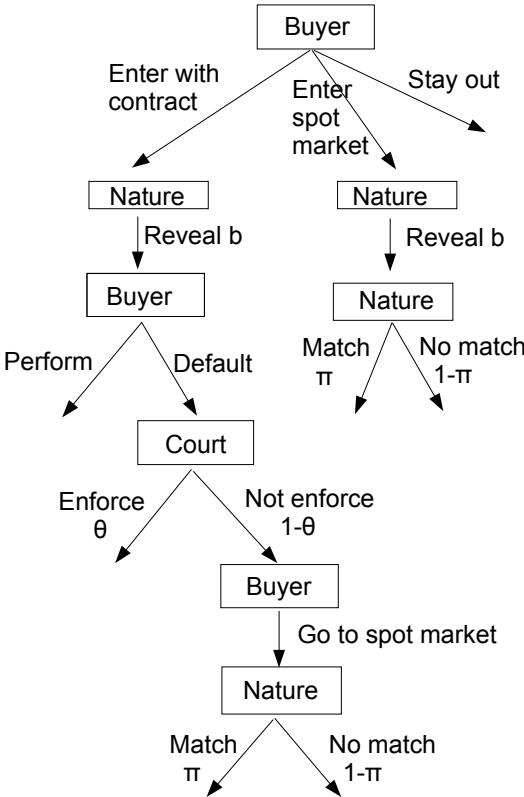 Buyer
Enter with
contract
Enter
spot
market
Stay out
Nature
Nature
Reveal b
Reveal b
Buyer
Nature
Perform
Default
Match
π
No match
1-π
Court
Enforce
θ
Not enforce
1-θ
Buyer
Go to spot market
Nature
Match
π
No match
1-π